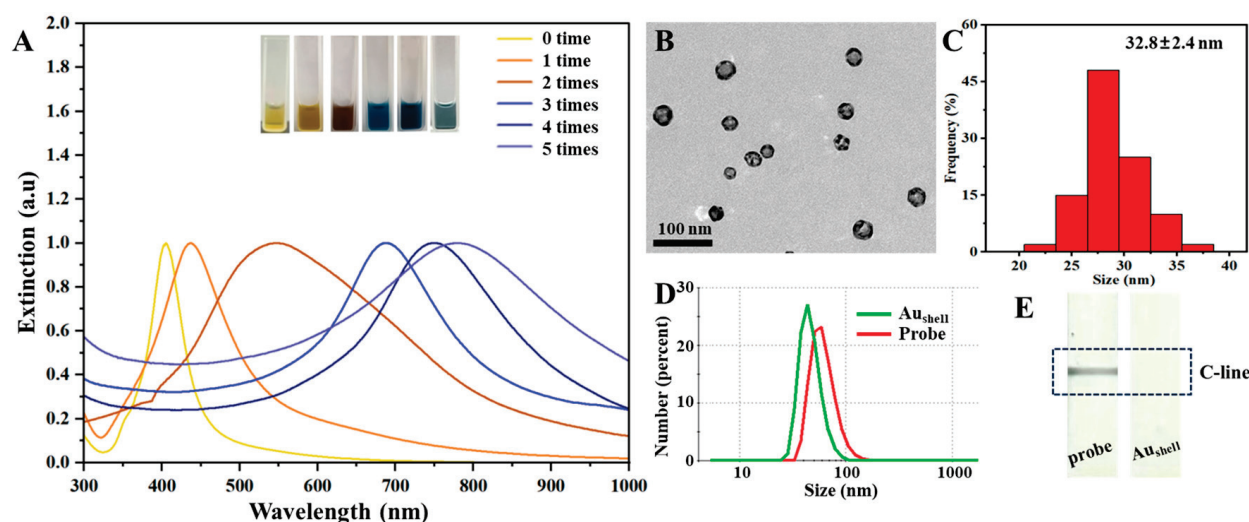 A
0 time
1 time
2 times
3 times
4 times
5 times
Extinction (a.u)
2.0
1.8
1.6
1.4
1.2
1.0
0.8
0.6
0.4
0.2
0.0
300 400 500 600 700 800 900 1000
Wavelength (nm)
B
100 nm
C
32.8±2.4 nm
Frequency (%)
60
45
30
15
0
20 25 30 35 40
Size (nm)
D
Au shell
Probe
Number (percent)
30
20
10
0
10 100 1000
Size (nm)
E
C-line
probe
Au shell